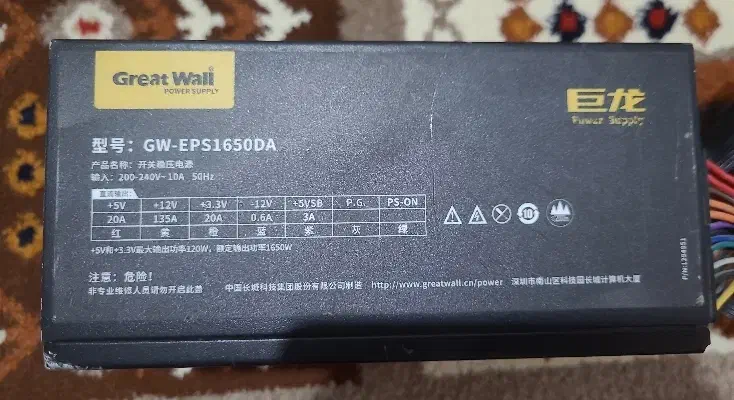 Great Wall
POWER SUPPLY
巨龙
Power Supply
型号：GW-EPS1650DA
产品名称：开关稳压电源
输入：200-240V~10A 50Hz
直流输出：
+5V +12V +3.3V -12V +5VSB P.G. PS-ON
20A 135A 20A 0.6A 3A
红 黄 橙 蓝 紫 灰 绿
+5V和+3.3V最大输出功率120W，额定输出功率1650W
10
注意：危险！
非专业维修人员请勿开启此盖
中国长城科技集团股份有限公司制造 http://www.greatwall.cn/power 深圳市南山区科技园长城计算机大厦